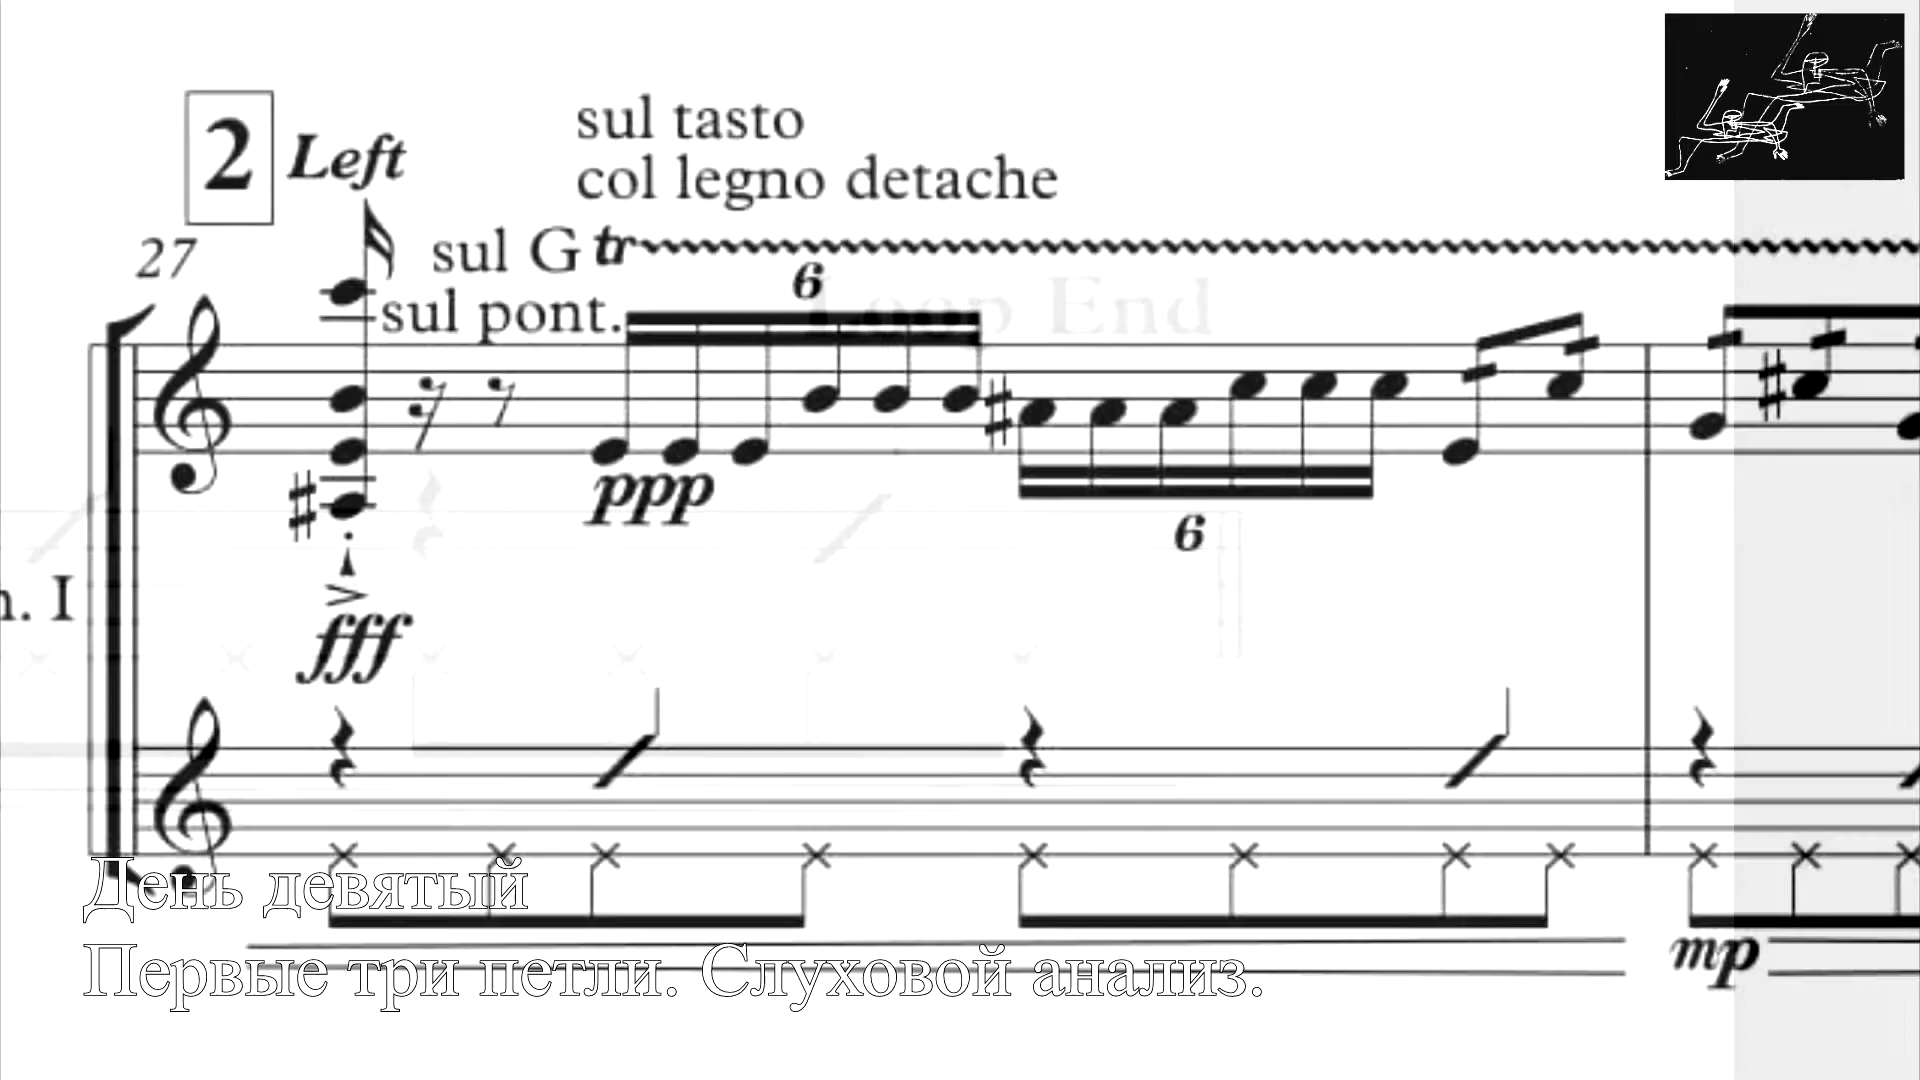 2 Left
sul tasto
col legno detache
27
sul G tr
sul pont.
6
Loop End
ppp
6
n. I
fff
mp
День девятый
Первые три петли. Слуховой анализ.